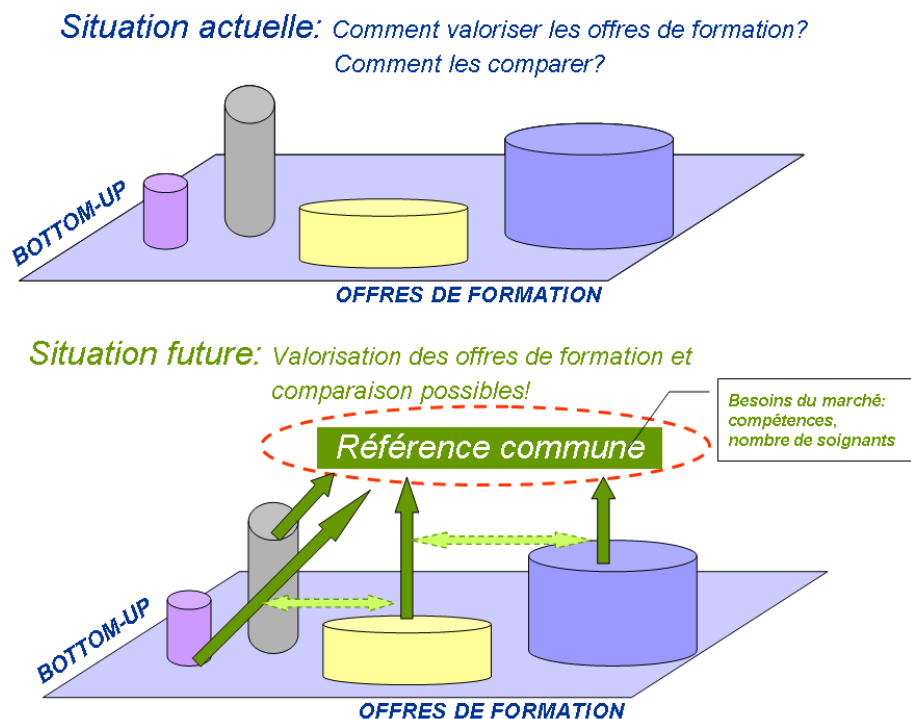 Situation actuelle: Comment valoriser les offres de formation?
Comment les comparer?
BOTTOM-UP
OFFRES DE FORMATION
Situation future: Valorisation des offres de formation et
comparaison possibles!
Besoins du marché:
compétences,
nombre de soignants
Référence commune
BOTTOM-UP
OFFRES DE FORMATION